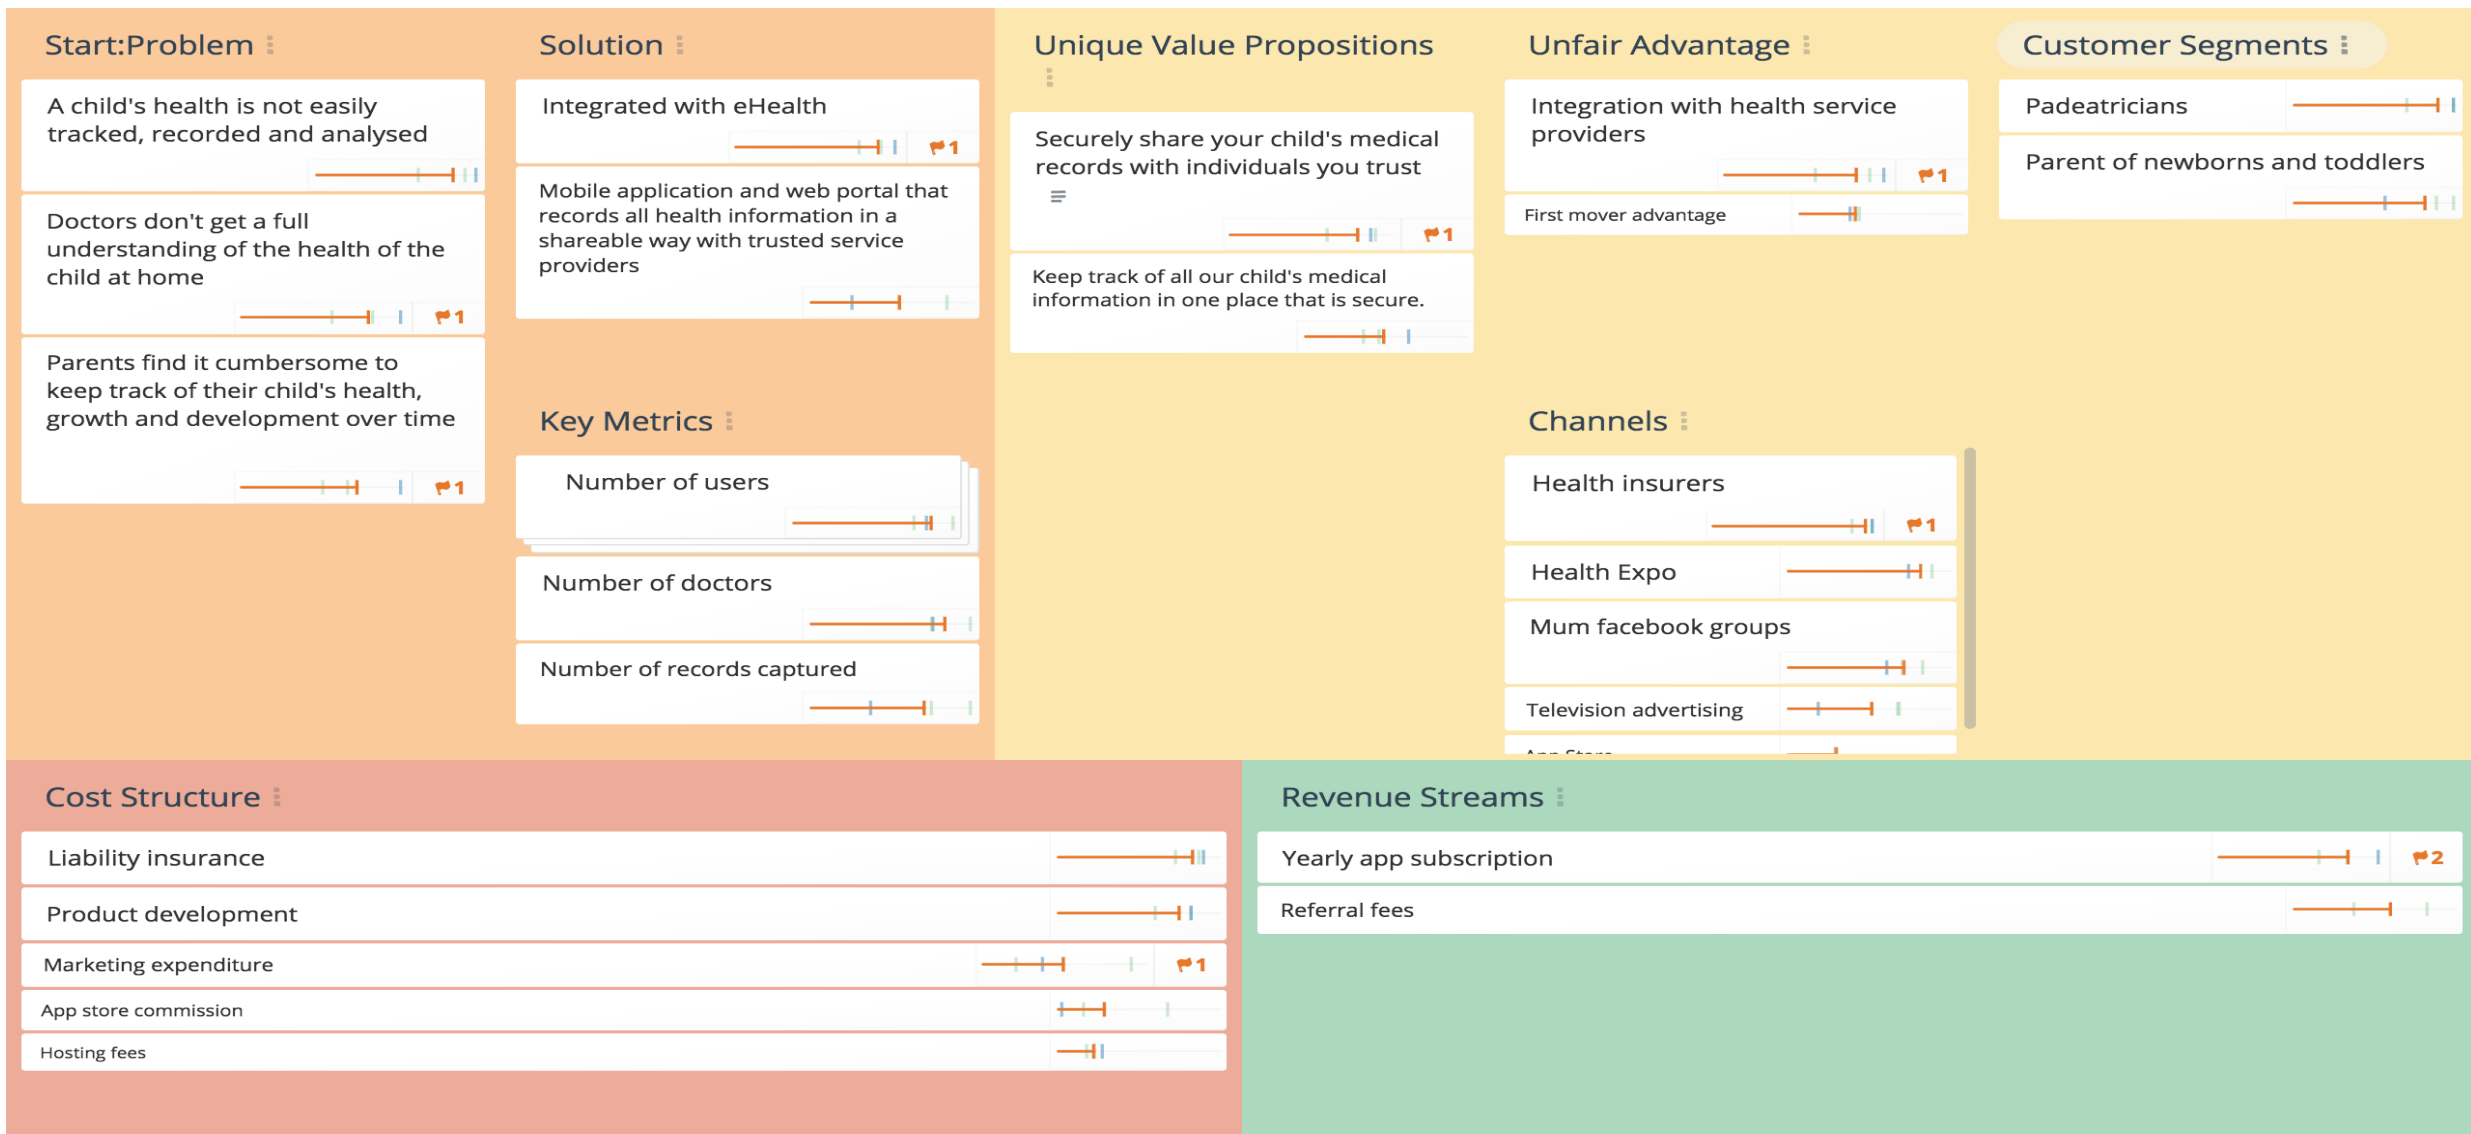 Start:Problem
A child's health is not easily
tracked, recorded and analysed
Doctors don't get a full
understanding of the health of the
child at home
1
Parents find it cumbersome to
keep track of their child's health,
growth and development over time
1
Solution
Integrated with eHealth
1
Mobile application and web portal that
records all health information in a
shareable way with trusted service
providers
Key Metrics
Number of users
Number of doctors
Number of records captured
Unique Value Propositions
Securely share your child's medical
records with individuals you trust
1
Keep track of all our child's medical
information in one place that is secure.
Unfair Advantage
Integration with health service
providers
1
First mover advantage
Channels
Health insurers
1
Health Expo
Mum facebook groups
Television advertising
App Store
Customer Segments
Padeatricians
Parent of newborns and toddlers
Cost Structure
Liability insurance
Product development
Marketing expenditure
1
App store commission
Hosting fees
Revenue Streams
Yearly app subscription
2
Referral fees